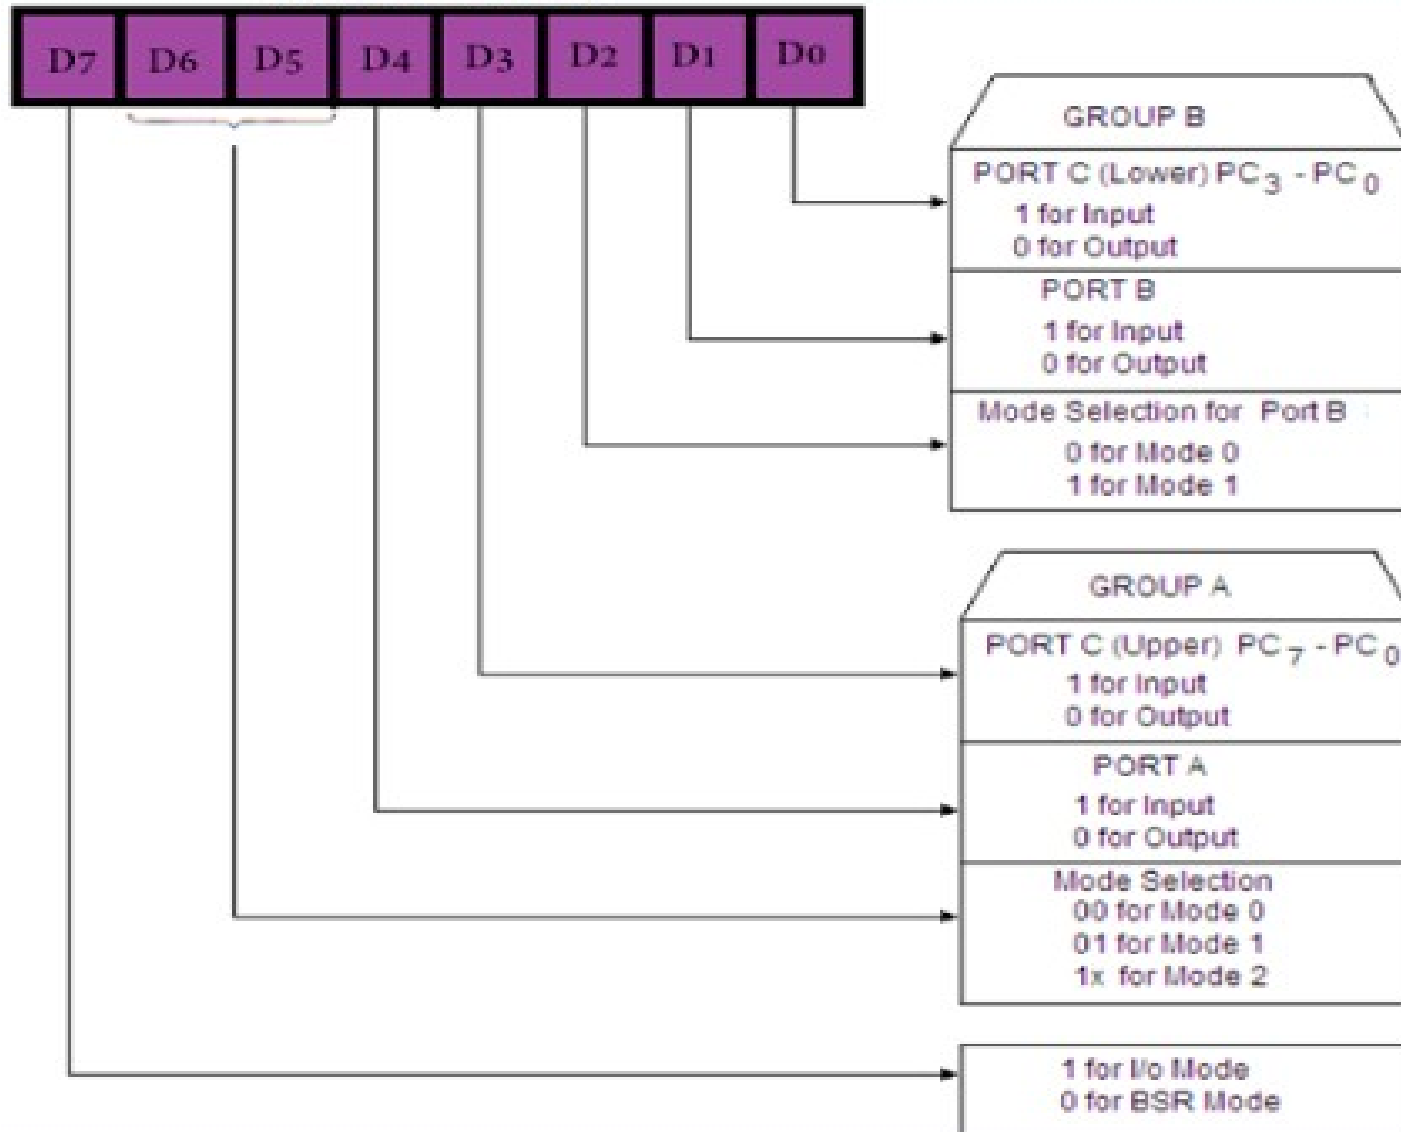 D7 D6 D5 D4 D3 D2 D1 D0
GROUP B
PORT C (Lower) PC3 - PC0
1 for Input
0 for Output
PORT B
1 for Input
0 for Output
Mode Selection for Port B
0 for Mode 0
1 for Mode 1
GROUP A
PORT C (Upper) PC7 - PC0
1 for Input
0 for Output
PORT A
1 for Input
0 for Output
Mode Selection
00 for Mode 0
01 for Mode 1
1x for Mode 2
1 for I/o Mode
0 for BSR Mode